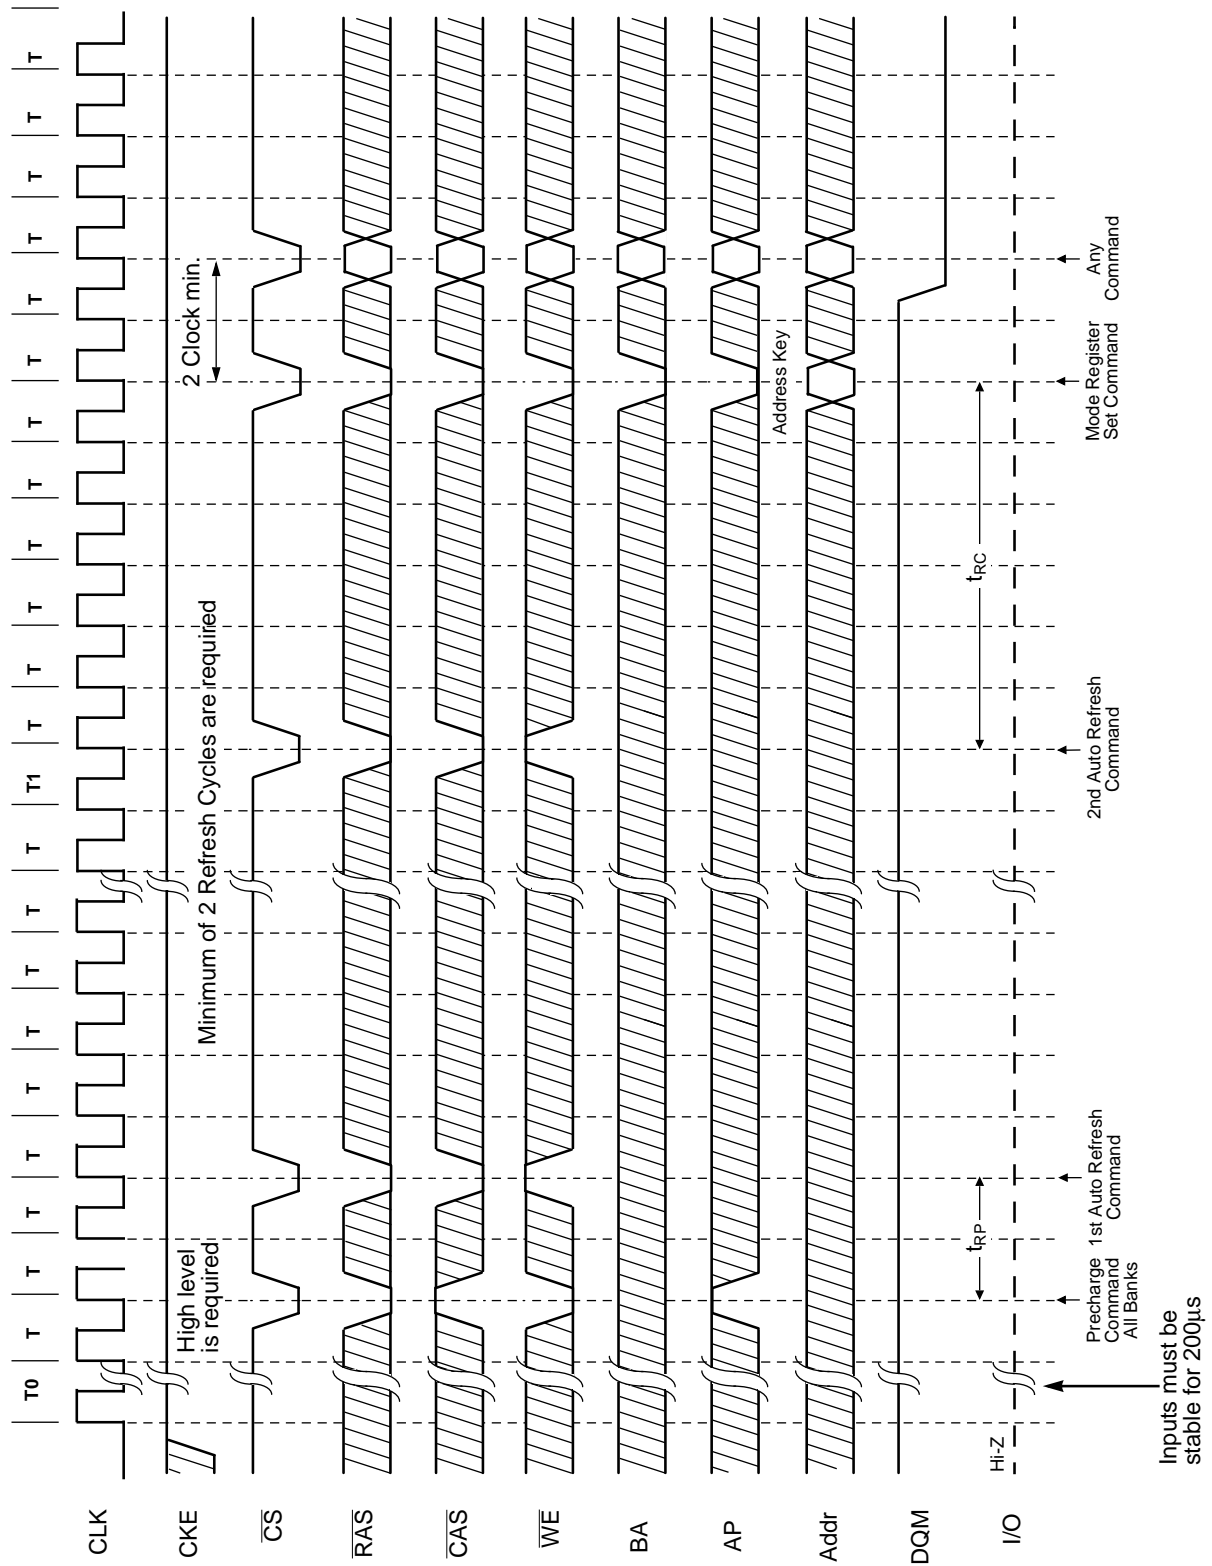 T0
T
T
T
T
T
T
T
T
T
T1
T
T
T
T
T
T
T
T
T
T
T
T
CLK
CKE
High level
is required
Minimum of 2 Refresh Cycles are required
2 Clock min.
CS
RAS
CAS
WE
BA
AP
Address Key
Addr
DQM
Hi-Z
I/O
tRP
tRC
Precharge
Command
All Banks
1st Auto Refresh
Command
2nd Auto Refresh
Command
Mode Register
Set Command
Any
Command
Inputs must be
stable for 200µs